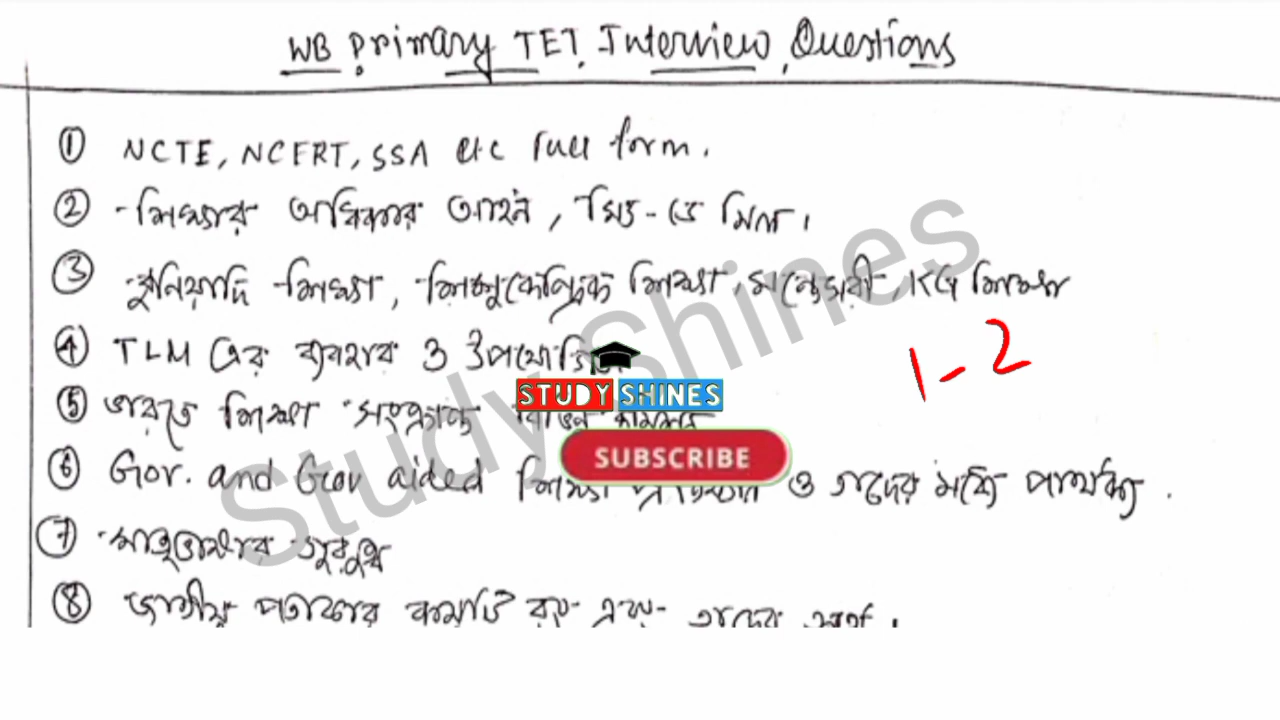 WB Primary TET Interview Questions
① NCTE, NCERT, SSA etc Full form.
② শিক্ষার অধিকার আইন, মিড-ডে মিল।
③ বুনিয়াদি শিক্ষা, শিশুকেন্দ্রিক শিক্ষা, মন্তেসরী, KG শিক্ষা
1-2
④ TLM এর ব্যবহার ও
STUDY SHINES
⑤ ভারতে শিক্ষা সংক্রান্ত
SUBSCRIBE
⑥ Gov. and Gov aided শিক্ষা ও তাদের মধ্যে পার্থক্য.
⑦ মাতৃভাষার গুরুত্ব
⑧ জাতীয় পতাকার কয়টি রং এবং তাদের অর্থ।
Study Shines